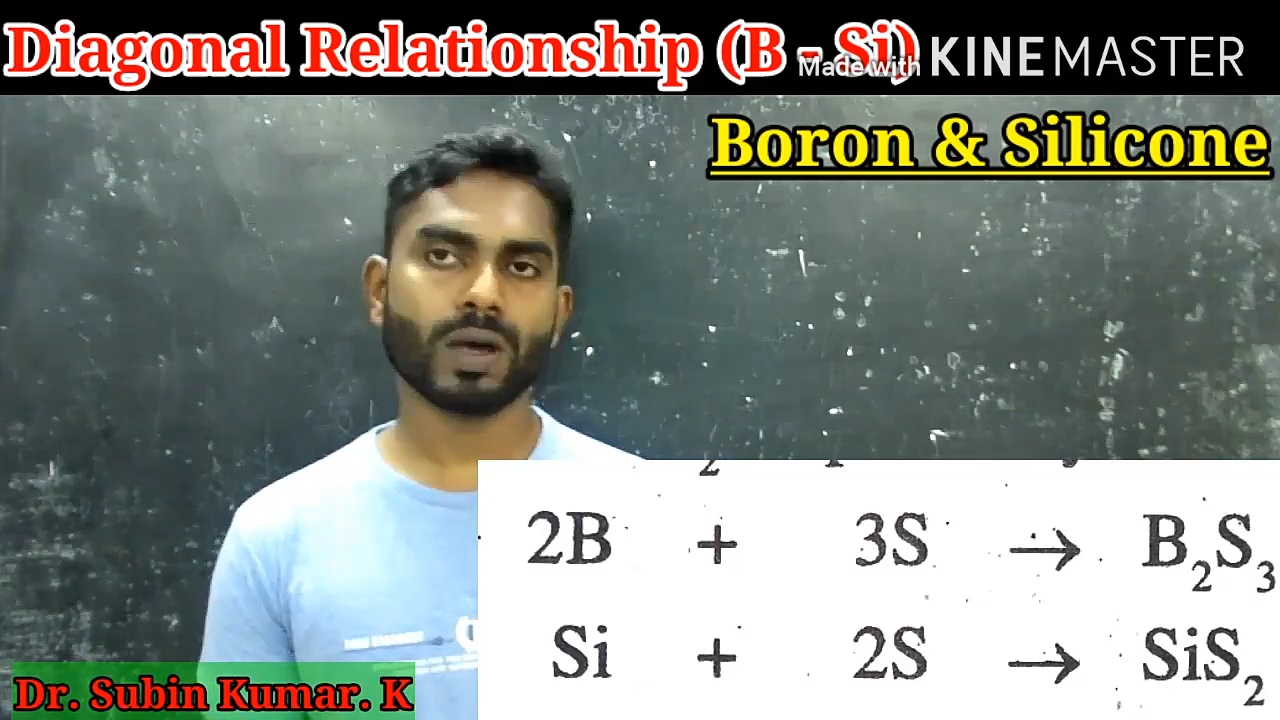 Diagonal Relationship (B - Si)
Made with KINEMASTER
Boron & Silicone
2B + 3S → B₂S₃
Si + 2S → SiS₂
Dr. Subin Kumar. K